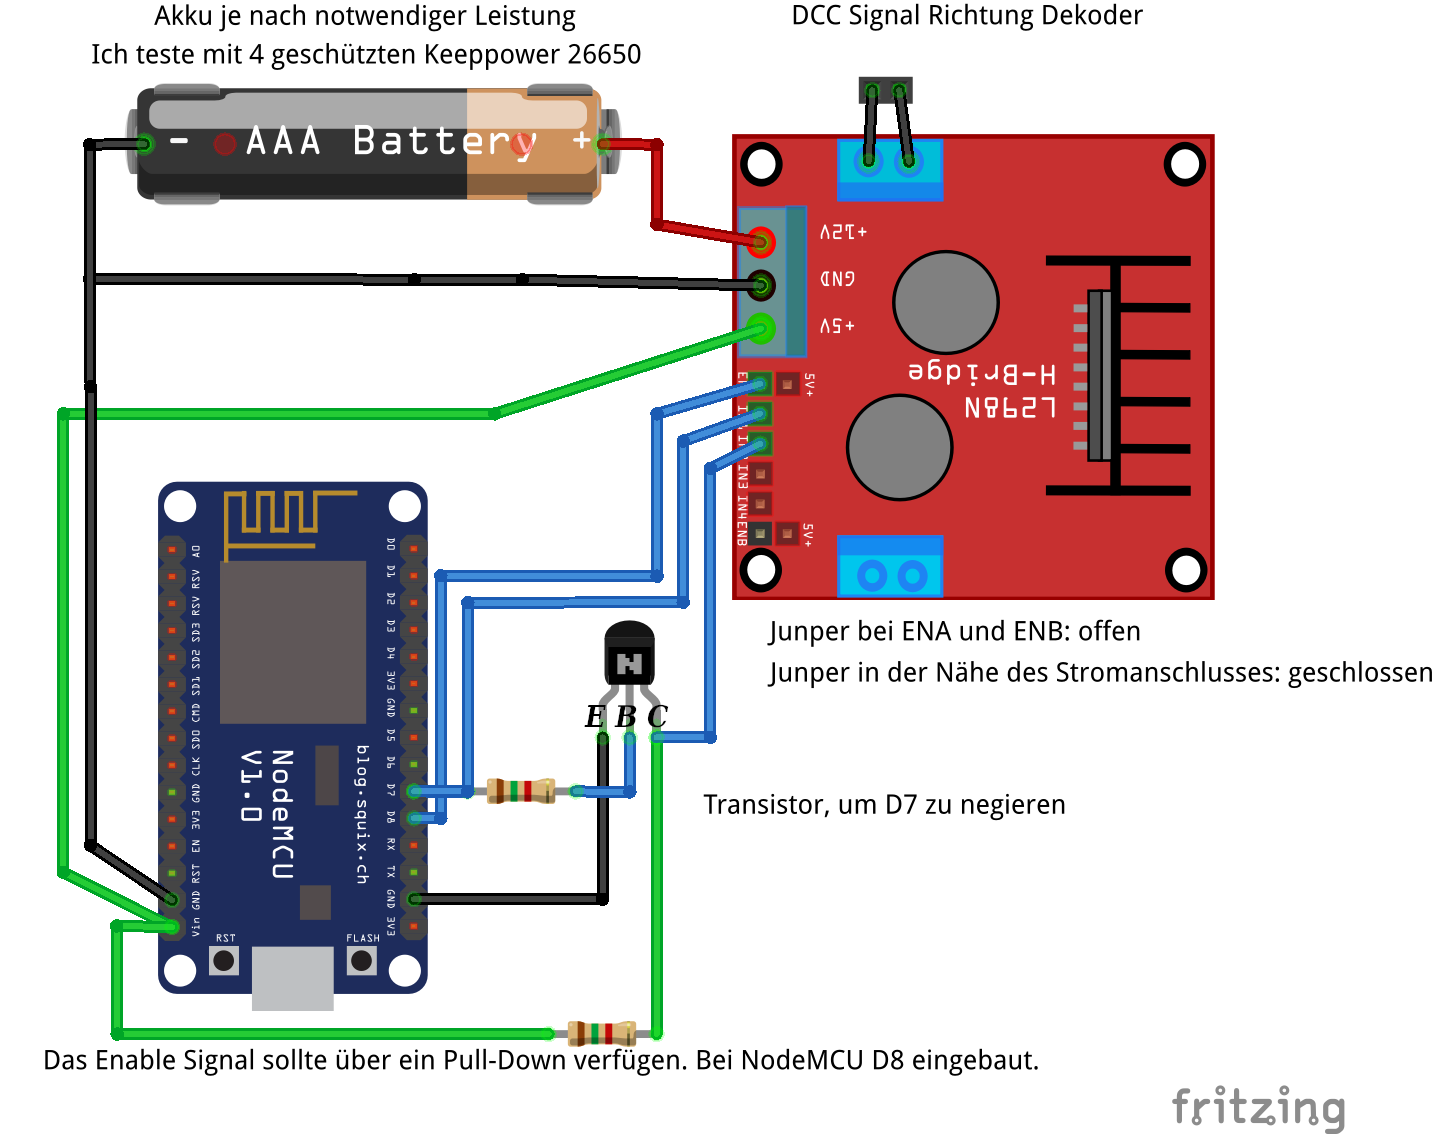 Akku je nach notwendiger Leistung
Ich teste mit 4 geschützten Keeppower 26650
DCC Signal Richtung Dekoder
- AAA Battery +
+12V
GND
+5V
5V+
H-Bridge
L298N
IN3
IN4
ENB
5V+
Junper bei ENA und ENB: offen
Junper in der Nähe des Stromanschlusses: geschlossen
A0
RSV
RSV
SD3
SD2
SD1
CMD
SD0
CLK
GND
3V3
EN
RST
GND
Vin
D0
D1
D2
D3
D4
3V3
GND
D5
D6
D7
D8
RX
TX
GND
3V3
NodeMCU
V1.0
blog.squix.ch
RST
FLASH
N
E B C
Transistor, um D7 zu negieren
Das Enable Signal sollte über ein Pull-Down verfügen. Bei NodeMCU D8 eingebaut.
fritzing